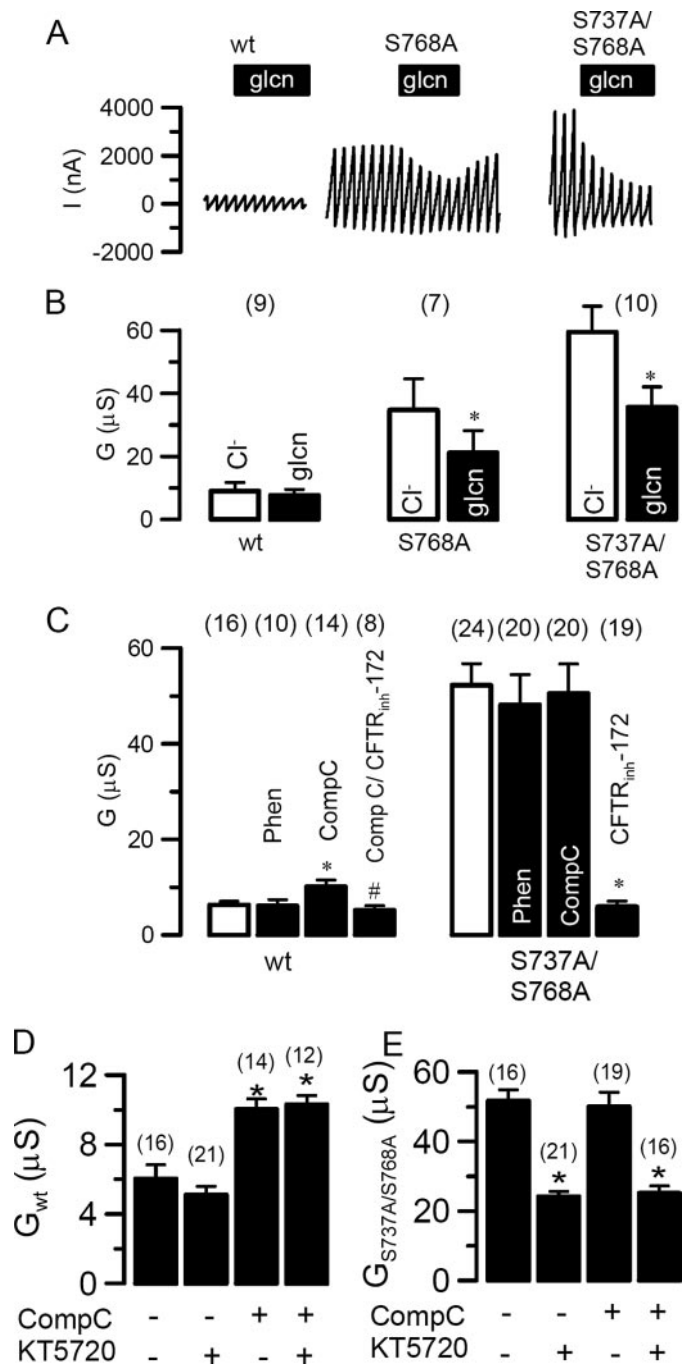 A
wt
S768A
S737A/
S768A
glcn
glcn
glcn
4000
2000
0
-2000
I (nA)
B
(9)
(7)
(10)
60
40
20
0
G (μS)
Cl-
glcn
Cl-
*
glcn
Cl-
*
glcn
wt
S768A
S737A/
S768A
C
(16) (10) (14) (8)
(24) (20) (20) (19)
60
40
20
0
G (μS)
Phen
CompC
*
Comp C/ CFTRinh-172
#
Phen
CompC
CFTRinh-172
*
wt
S737A/
S768A
D
12
8
4
0
Gwt (μS)
(16)
(21)
(14)
*
(12)
*
CompC - - + +
KT5720 - + - +
E
60
40
20
0
GS737A/S768A (μS)
(16)
(21)
*
(19)
(16)
*
CompC - - + +
KT5720 - + - +